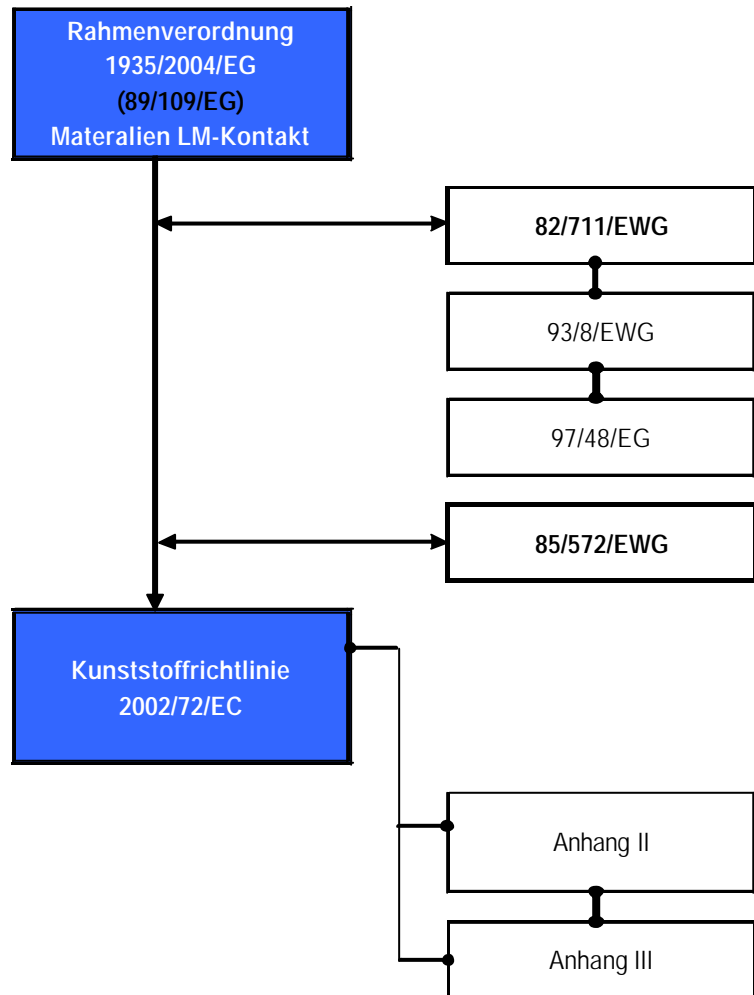 Rahmenverordnung
1935/2004/EG
(89/109/EG)
Materalien LM-Kontakt
82/711/EWG
93/8/EWG
97/48/EG
85/572/EWG
Kunststoffrichtlinie
2002/72/EC
Anhang II
Anhang III